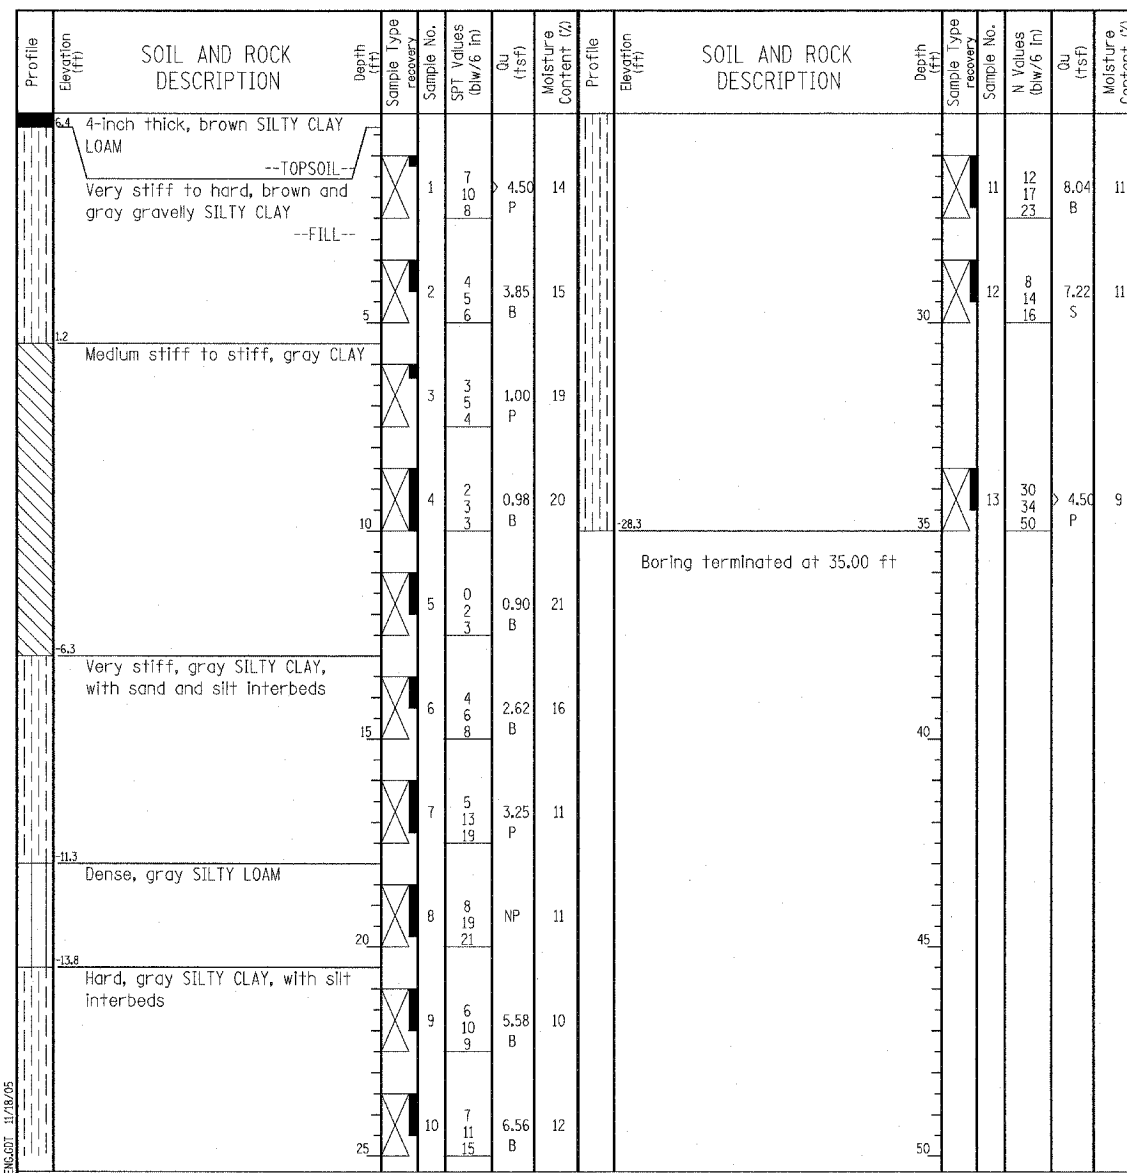 Profile
Elevation
(ft)
SOIL AND ROCK
DESCRIPTION
Depth
(ft)
Sample Type
recovery
Sample No.
SPT Values
(blw/6 in)
Qu
(tsf)
Moisture
Content (%)
6.4 4-inch thick, brown SILTY CLAY
LOAM
--TOPSOIL--
Very stiff to hard, brown and
gray gravelly SILTY CLAY
--FILL--
1
7
10
8
> 4.50
P
14
5
2
4
5
6
3.85
B
15
1.2
Medium stiff to stiff, gray CLAY
3
3
5
4
1.00
P
19
10
4
2
3
3
0.98
B
20
5
0
2
3
0.90
B
21
-6.3
Very stiff, gray SILTY CLAY,
with sand and silt interbeds
15
6
4
6
8
2.62
B
16
7
5
13
19
3.25
P
11
-11.3
Dense, gray SILTY LOAM
20
8
8
19
21
NP
11
-13.8
Hard, gray SILTY CLAY, with silt
interbeds
9
6
10
9
5.58
B
10
25
10
7
11
15
6.56
B
12
Profile
Elevation
(ft)
SOIL AND ROCK
DESCRIPTION
Depth
(ft)
Sample Type
recovery
Sample No.
N Values
(blw/6 in)
Qu
(tsf)
Moisture
Content (%)
11
12
17
23
8.04
B
11
30
12
8
14
16
7.22
S
11
35
13
30
34
50
> 4.50
P
9
-28.3
Boring terminated at 35.00 ft
40
45
50
ENG.GDT 11/18/05